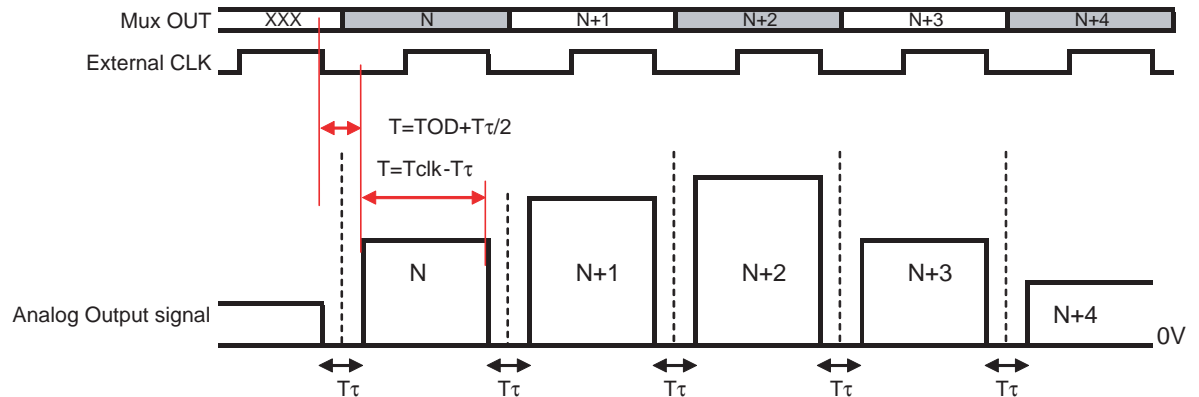 Mux OUT XXX N N+1 N+2 N+3 N+4
External CLK
T=TOD+Tτ/2
T=Tclk-Tτ
N N+1 N+2 N+3 N+4
Analog Output signal
0V
Tτ Tτ Tτ Tτ Tτ